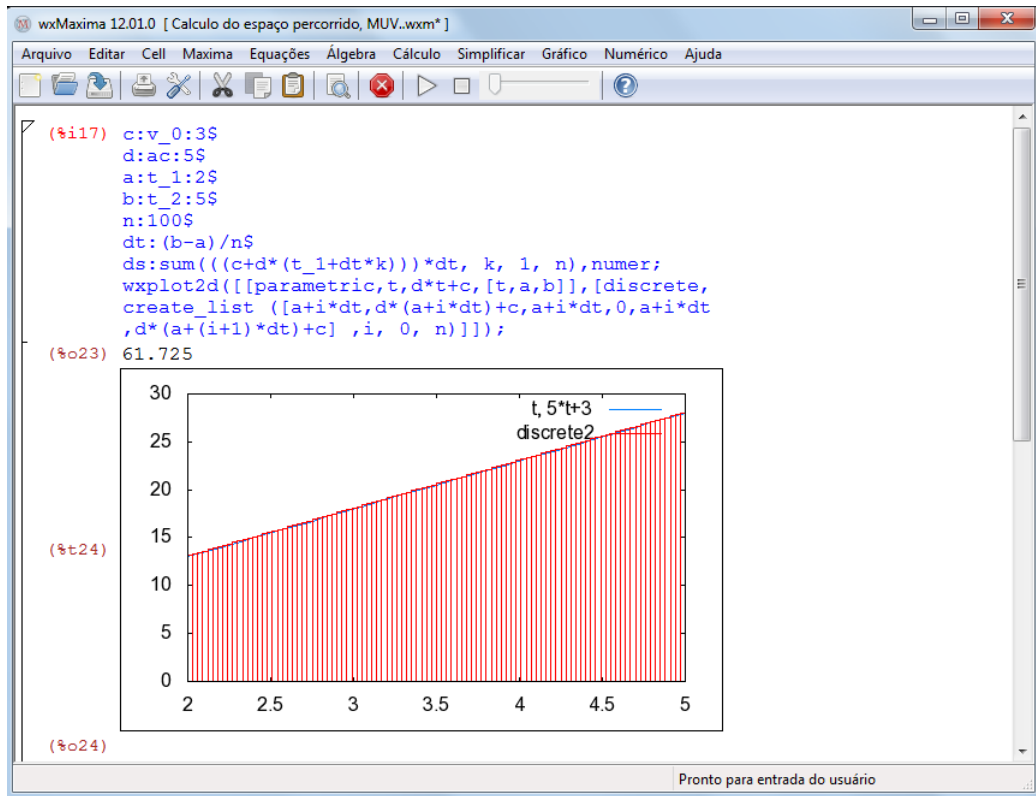 wxMaxima 12.01.0 [ Calculo do espaço percorrido, MUV..wxm* ]
Arquivo Editar Cell Maxima Equações Álgebra Cálculo Simplificar Gráfico Numérico Ajuda
(%i17) c:v_0:3$
d:ac:5$
a:t_1:2$
b:t_2:5$
n:100$
dt:(b-a)/n$
ds:sum(((c+d*(t_1+dt*k)))*dt, k, 1, n),numer;
wxplot2d([[parametric,t,d*t+c,[t,a,b]],[discrete,
create_list ([a+i*dt,d*(a+i*dt)+c,a+i*dt,0,a+i*dt
,d*(a+(i+1)*dt)+c] ,i, 0, n)]]);
(%o23) 61.725
30
t, 5*t+3
25
discrete2
20
15
(%t24)
10
5
0
2 2.5 3 3.5 4 4.5 5
(%o24)
Pronto para entrada do usuário